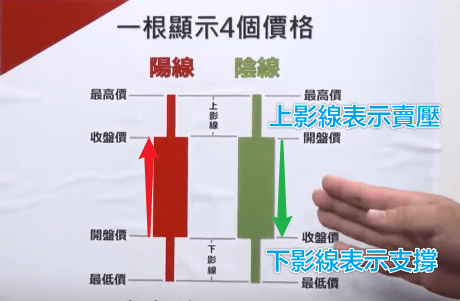 一根顯示4個價格
陽線 陰線
最高價 最高價
上影線
上影線表示賣壓
收盤價 開盤價
開盤價 收盤價
下影線
下影線表示支撐
最低價 最低價